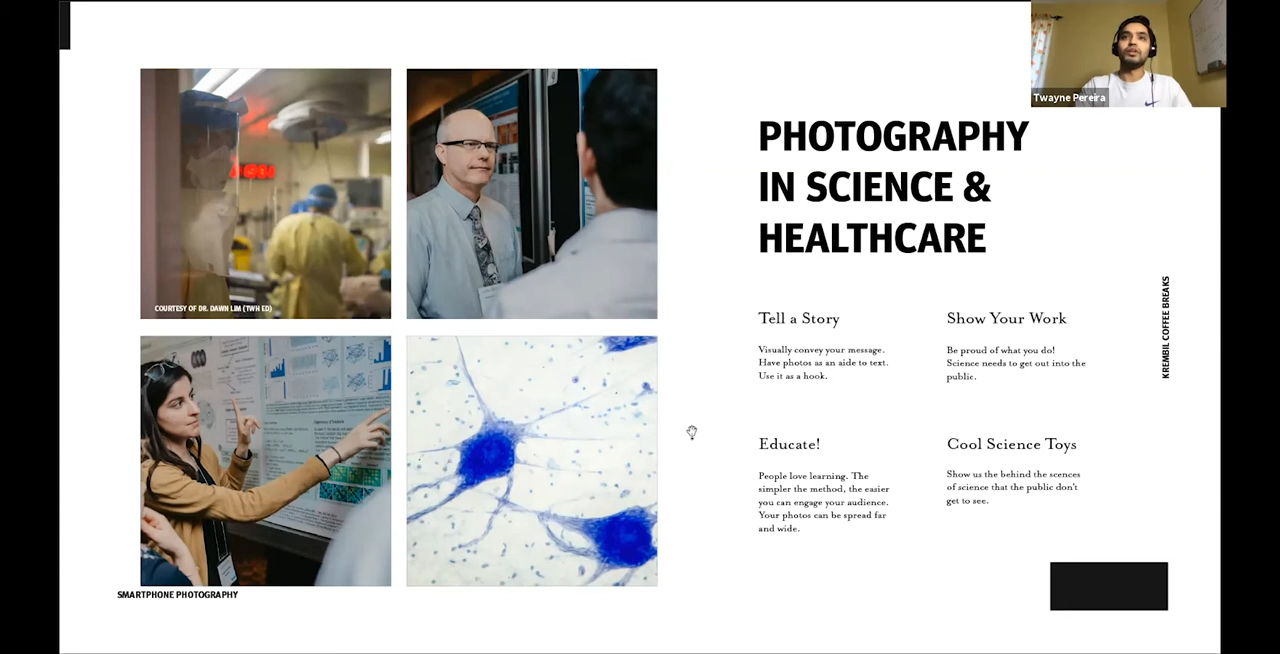 Twayne Pereira
PHOTOGRAPHY
IN SCIENCE &
HEALTHCARE
COURTESY OF DR. DAWN LIM (TWH ED)
KREMBIL COFFEE BREAKS
Tell a Story
Visually convey your message.
Have photos as an aide to text.
Use it as a hook.
Show Your Work
Be proud of what you do!
Science needs to get out into the
public.
Educate!
People love learning. The
simpler the method, the easier
you can engage your audience.
Your photos can be spread far
and wide.
Cool Science Toys
Show us the behind the scences
of science that the public don't
get to see.
SMARTPHONE PHOTOGRAPHY